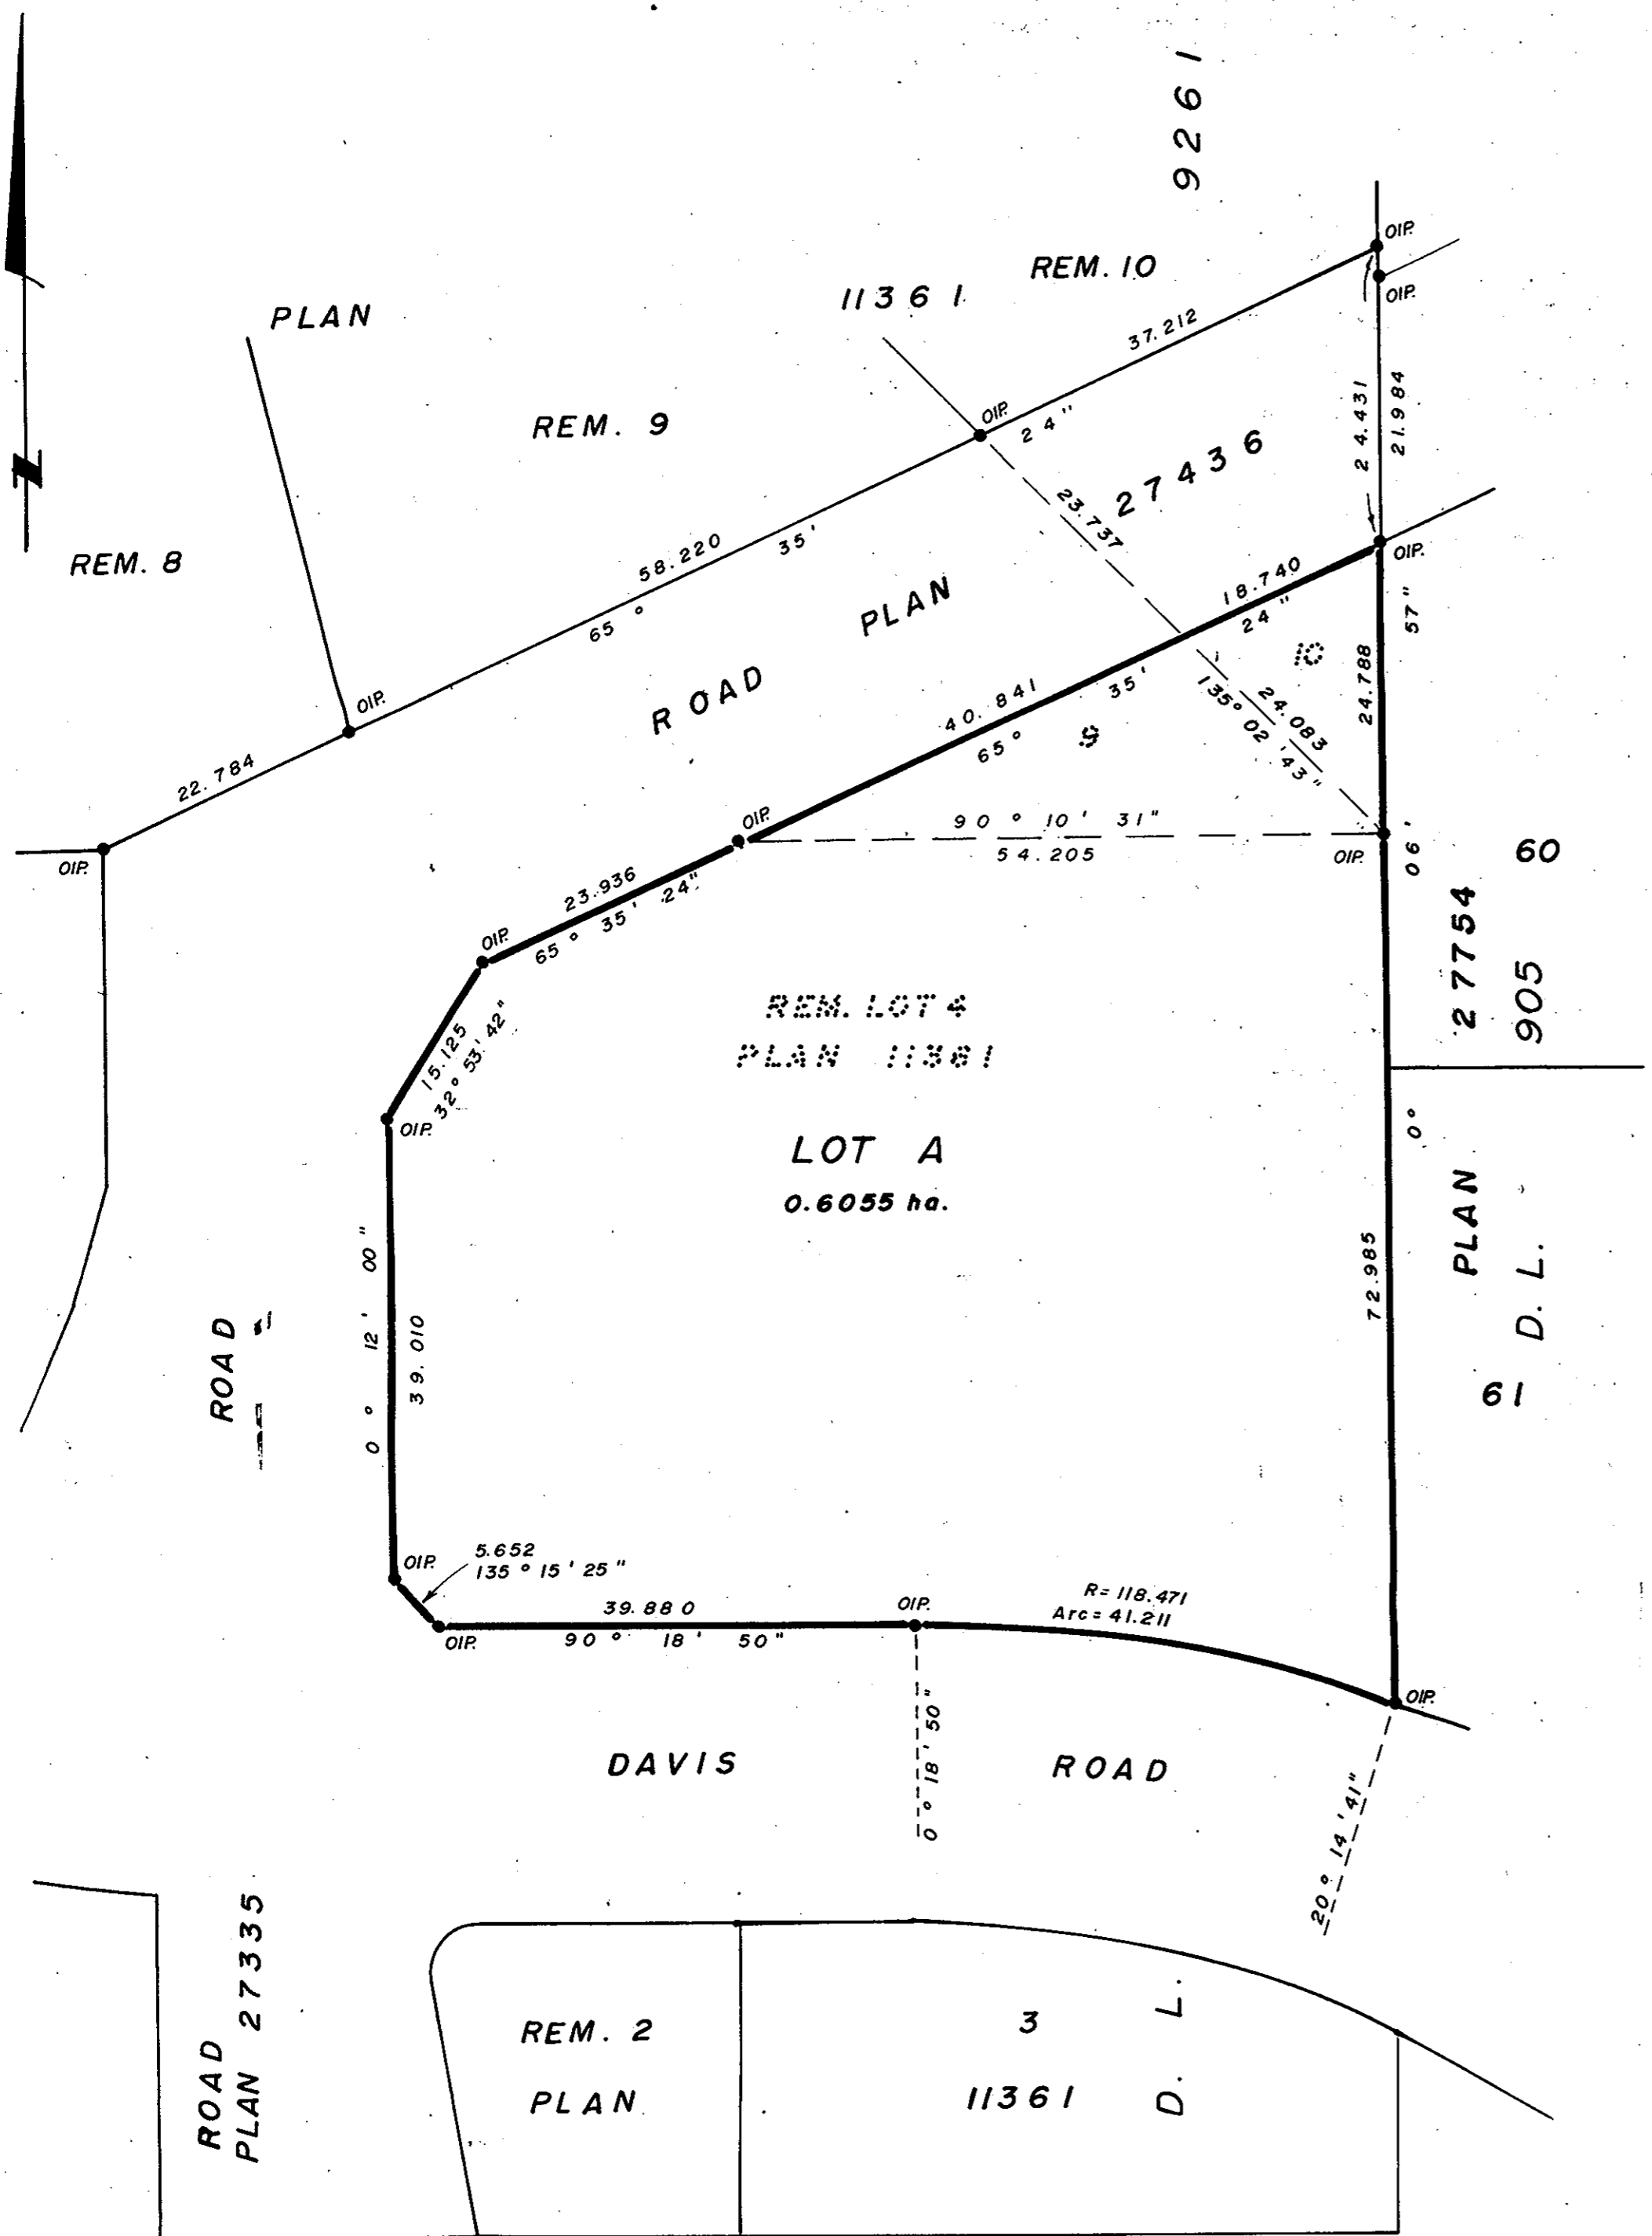 9261
OIP.
REM. 10
11361
OIP.
PLAN
37.212
24.431
21.984
OIP.
24"
REM. 9
27436
23.737
58.220
35'
OIP.
REM. 8
18.740
24"
57"
65°
PLAN
10
24.788
ROAD
40.841
35'
24.083
135° 02' 43"
OIP.
65°
9
22.784
OIP.
90° 10' 31"
54.205
OIP.
06'
60
OIP.
23.936
65° 35' 24"
27754
905
OIP.
REM. LOT 4
PLAN 11361
15.125
32° 53' 42"
OIP.
LOT A
0°
0.6055 ha.
PLAN
D. L.
0° 12' 00"
39.010
72.985
ROAD
61
OIP.
5.652
135° 15' 25"
39.880
OIP.
R= 118.471
Arc= 41.211
OIP.
90° 18' 50"
OIP.
0° 18' 50"
DAVIS ROAD
20° 14' 41"
ROAD
PLAN 27335
REM. 2
3
D. L.
PLAN
11361